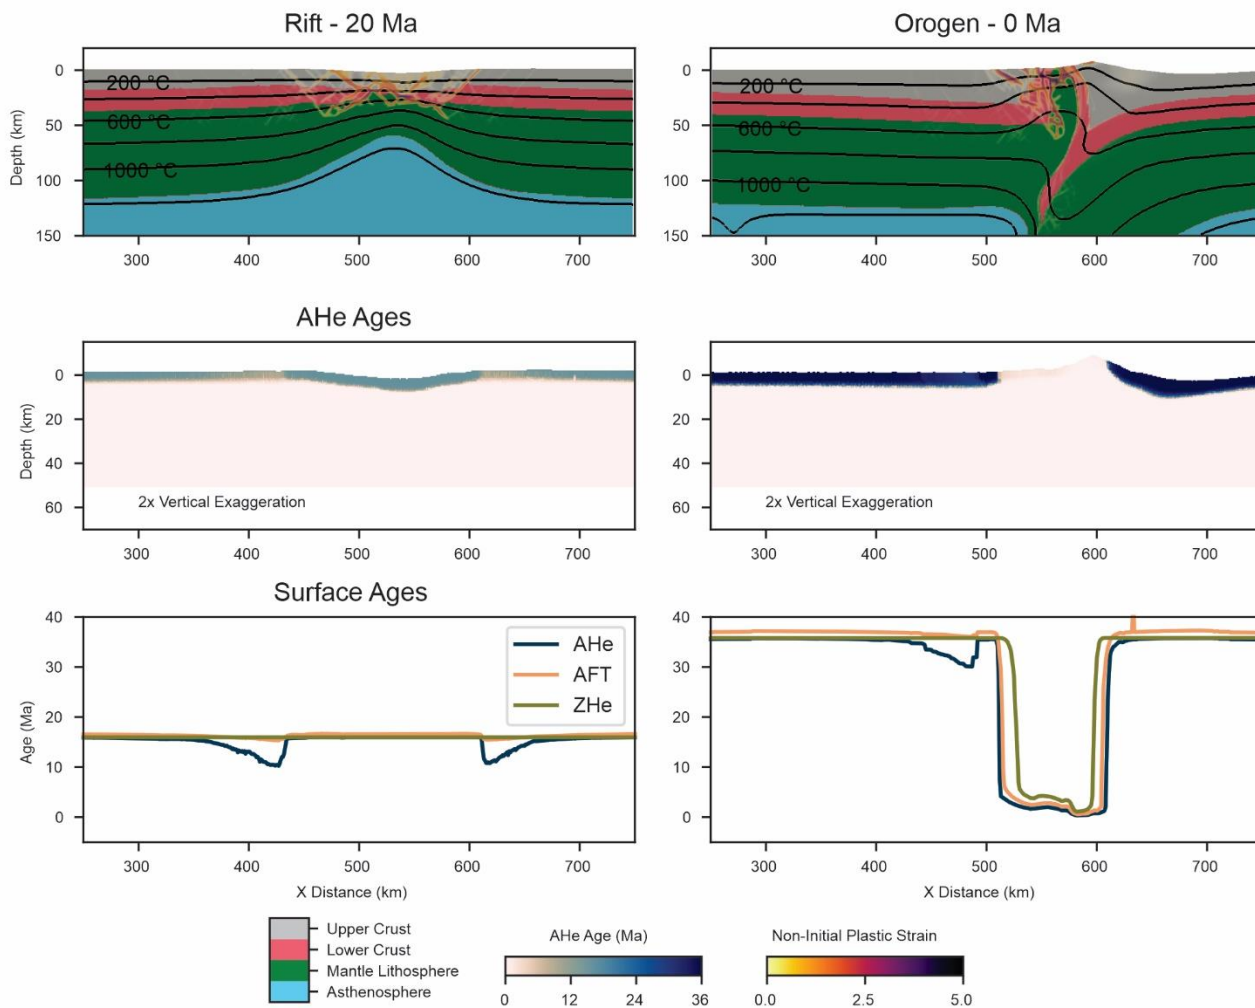 Rift - 20 Ma
Orogen - 0 Ma
0
50
100
150
Depth (km)
200 °C
600 °C
1000 °C
300
400
500
600
700
0
50
100
150
Depth (km)
200 °C
600 °C
1000 °C
300
400
500
600
700
AHe Ages
0
20
40
60
Depth (km)
2x Vertical Exaggeration
300
400
500
600
700
0
20
40
60
Depth (km)
2x Vertical Exaggeration
300
400
500
600
700
Surface Ages
40
30
20
10
0
Age (Ma)
AHe
AFT
ZHe
300
400
500
600
700
X Distance (km)
40
30
20
10
0
Age (Ma)
300
400
500
600
700
X Distance (km)
Upper Crust
Lower Crust
Mantle Lithosphere
Asthenosphere
AHe Age (Ma)
0
12
24
36
Non-Initial Plastic Strain
0.0
2.5
5.0